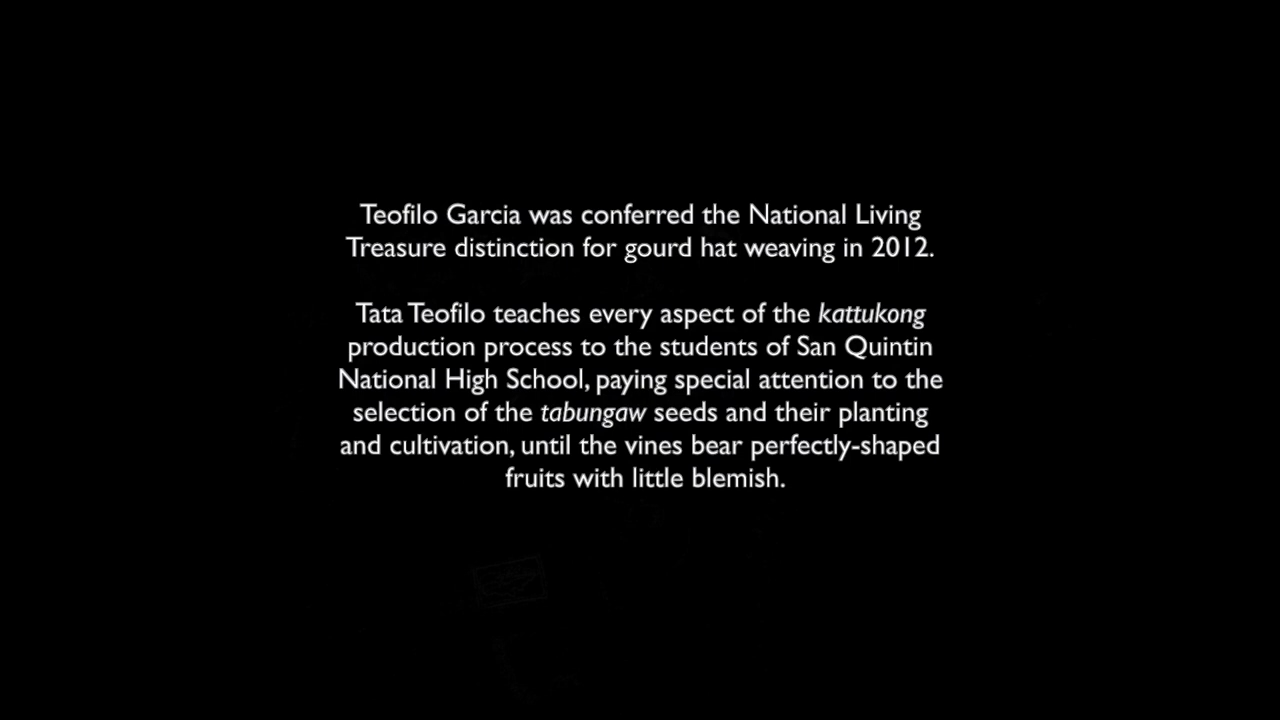 Teofilo Garcia was conferred the National Living
Treasure distinction for gourd hat weaving in 2012.
Tata Teofilo teaches every aspect of the kattukong
production process to the students of San Quintin
National High School, paying special attention to the
selection of the tabungaw seeds and their planting
and cultivation, until the vines bear perfectly-shaped
fruits with little blemish.